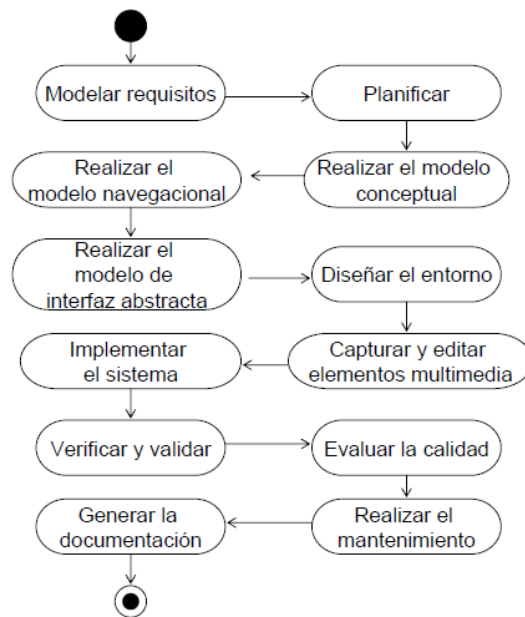 Modelar requisitos
Planificar
Realizar el modelo
conceptual
Realizar el
modelo navegacional
Realizar el
modelo de
interfaz abstracta
Diseñar el entorno
Capturar y editar
elementos multimedia
Implementar
el sistema
Verificar y validar
Evaluar la calidad
Realizar el
mantenimiento
Generar la
documentación